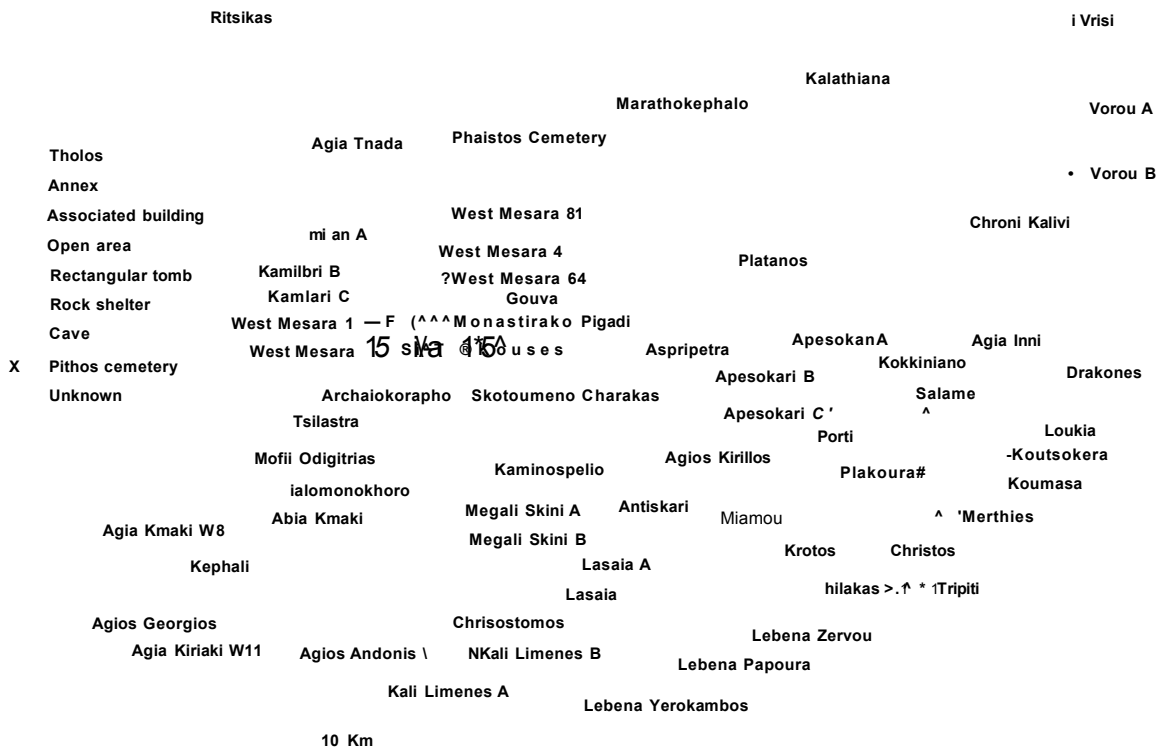 Ritsikas
i Vrisi
Kalathiana
Marathokephalo
Vorou A
Agia Tnada
Phaistos Cemetery
Tholos
Annex
• Vorou B
Associated building
West Mesara 81
Chroni Kalivi
mi an A
Open area
West Mesara 4
Platanos
Rectangular tomb
Kamilbri B
?West Mesara 64
Rock shelter
Kamlari C
Gouva
West Mesara 1 — F (^^^Monastirako Pigadi
Cave
West Mesara
ouses
Aspripetra
ApesokanA
Agia Inni
X Pithos cemetery
Apesokari B
Kokkiniano
Drakones
Unknown
Archaiokorapho
Skotoumeno Charakas
Salame
Tsilastra
Apesokari C '
^
Porti
Loukia
Mofii Odigitrias
Kaminospelio
Agios Kirillos
Plakoura#
-Koutsokera
ialomonokhoro
Koumasa
Agia Kmaki W8
Abia Kmaki
Megali Skini A
Antiskari
Miamou
^ 'Merthies
Megali Skini B
Krotos
Christos
Kephali
Lasaia A
Lasaia
hilakas >.^ * 1Tripiti
Agios Georgios
Chrisostomos
Lebena Zervou
Agia Kiriaki W11
Agios Andonis \
NKali Limenes B
Lebena Papoura
Kali Limenes A
Lebena Yerokambos
10 Km